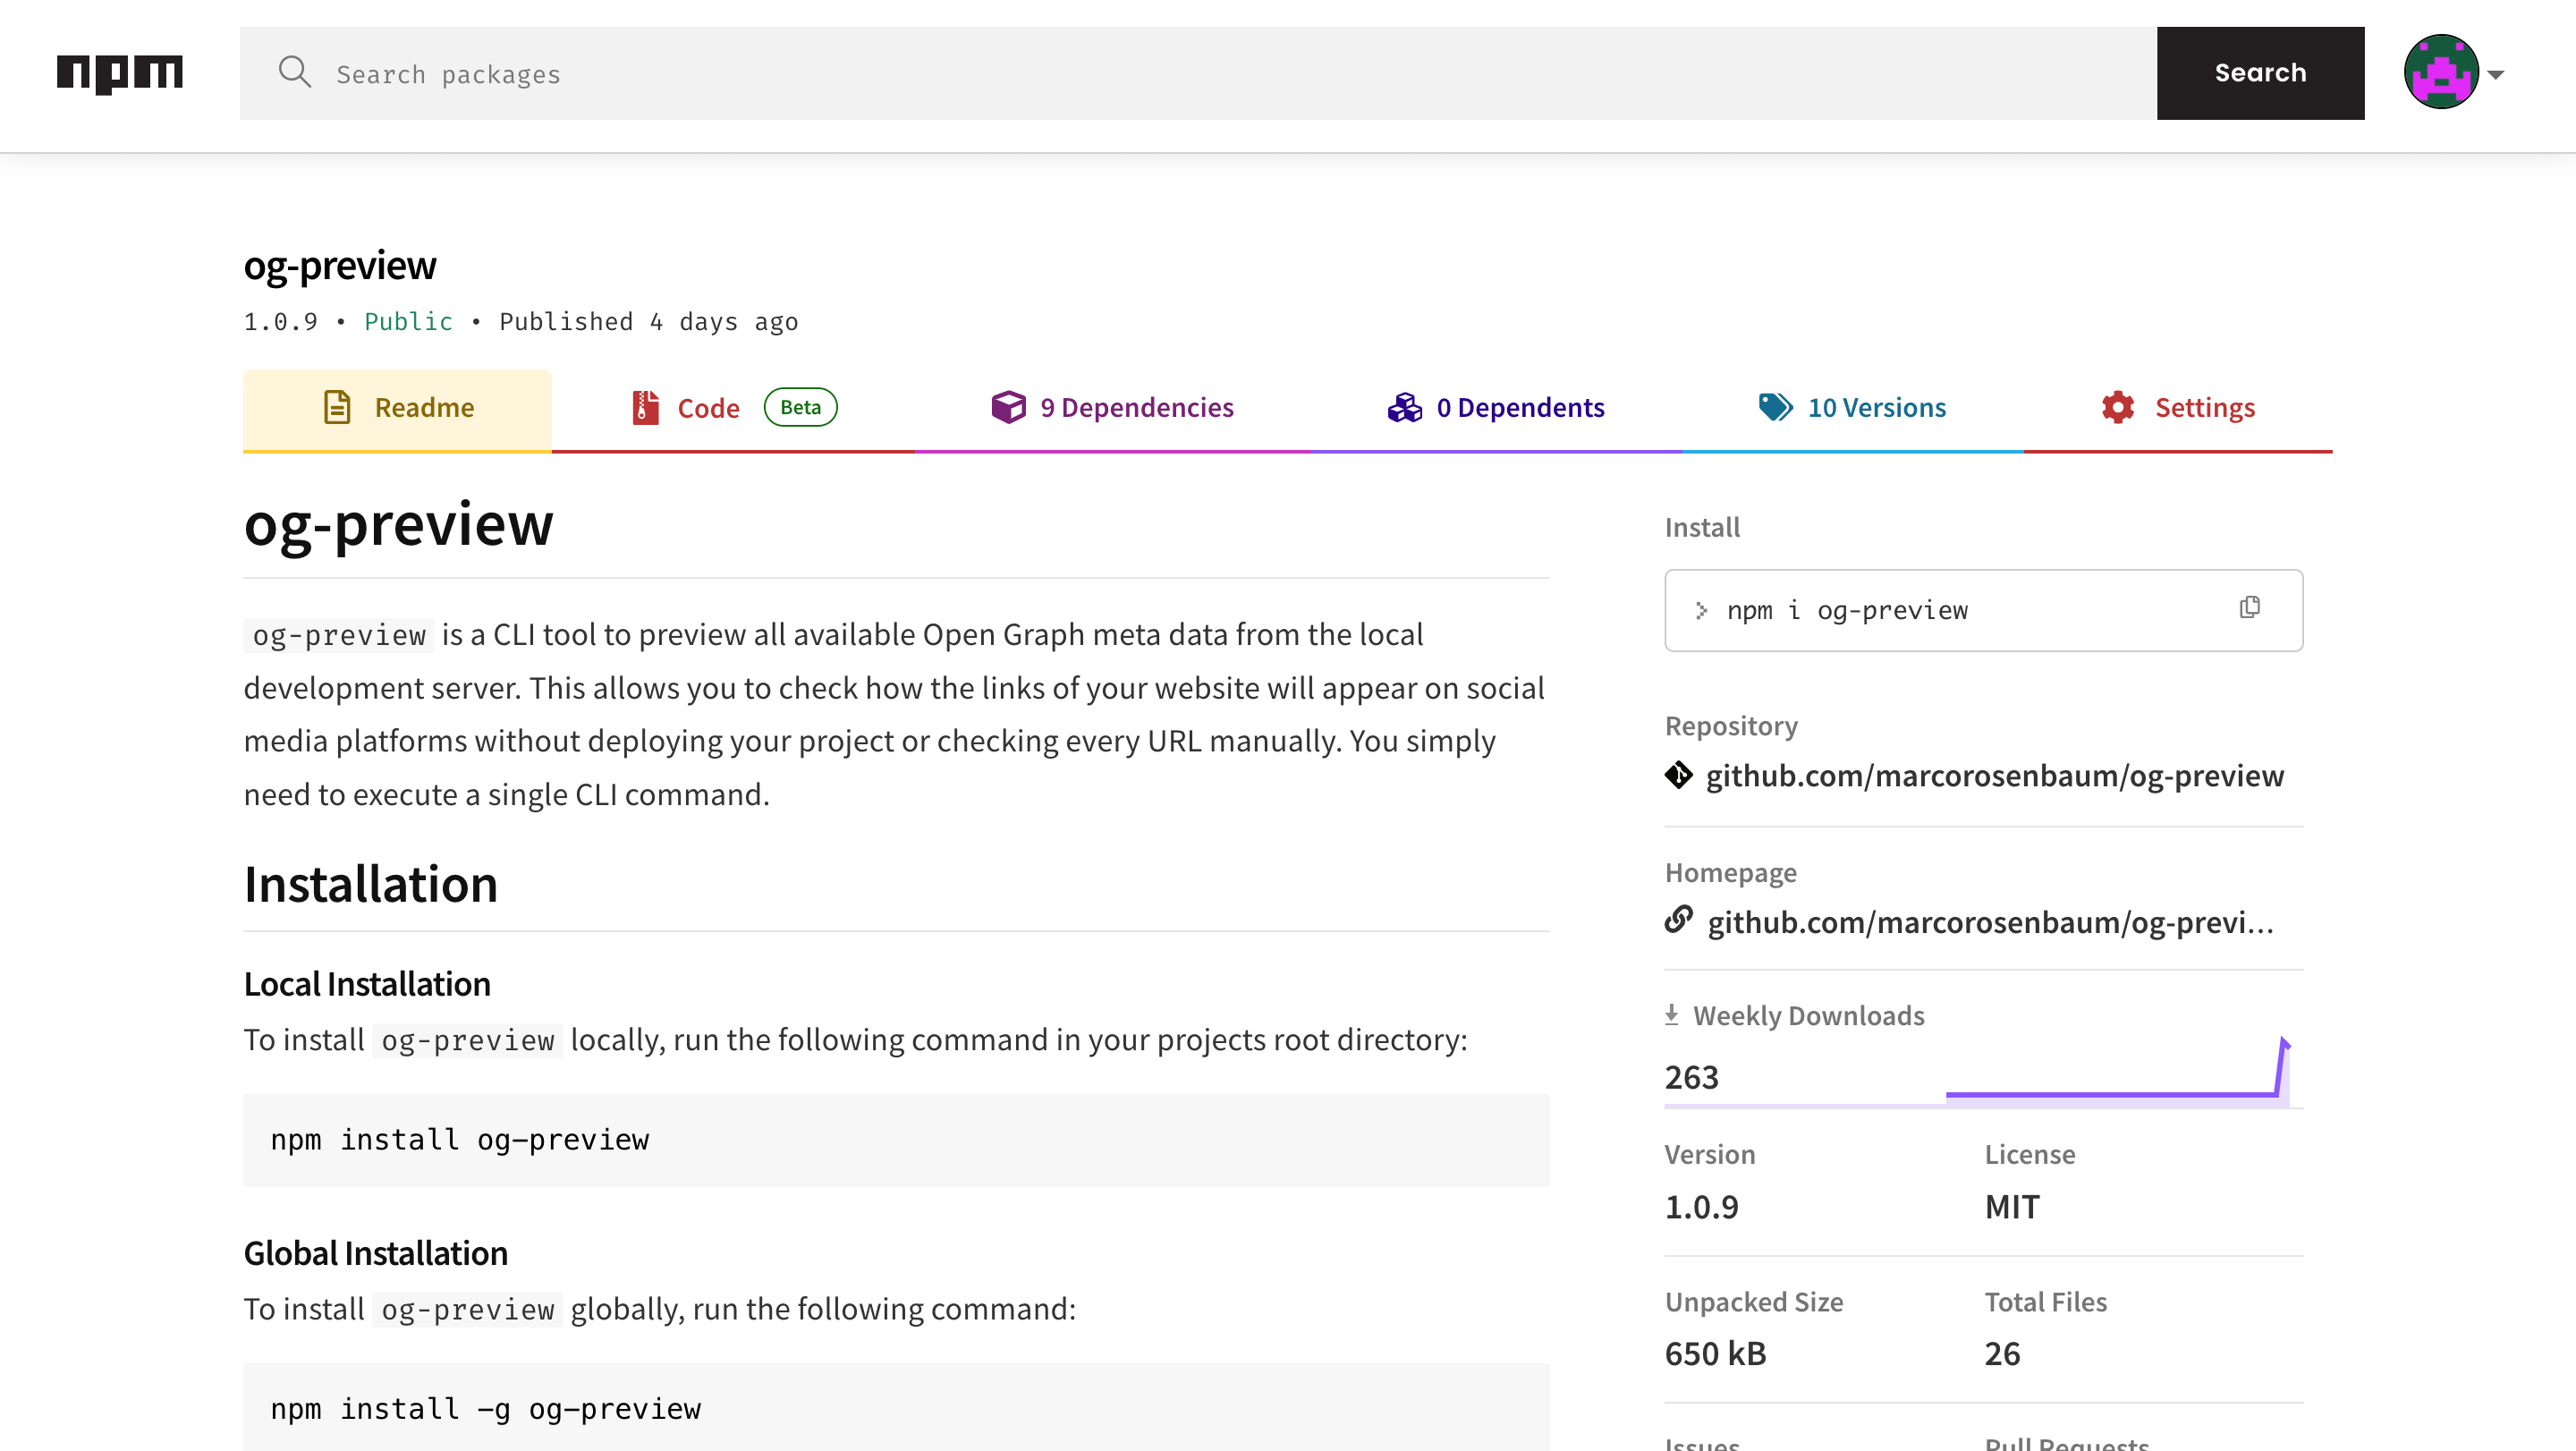 npm
Search packages
Search
og-preview
1.0.9 • Public • Published 4 days ago
Readme
Code Beta
9 Dependencies
0 Dependents
10 Versions
Settings
og-preview
og-preview is a CLI tool to preview all available Open Graph meta data from the local
development server. This allows you to check how the links of your website will appear on social
media platforms without deploying your project or checking every URL manually. You simply
need to execute a single CLI command.
Installation
Local Installation
To install og-preview locally, run the following command in your projects root directory:
npm install og-preview
Global Installation
To install og-preview globally, run the following command:
npm install -g og-preview
Install
> npm i og-preview
Repository
github.com/marcorosenbaum/og-preview
Homepage
github.com/marcorosenbaum/og-previ...
Weekly Downloads
263
Version
License
1.0.9
MIT
Unpacked Size
Total Files
650 kB
26
Issues
Pull Requests